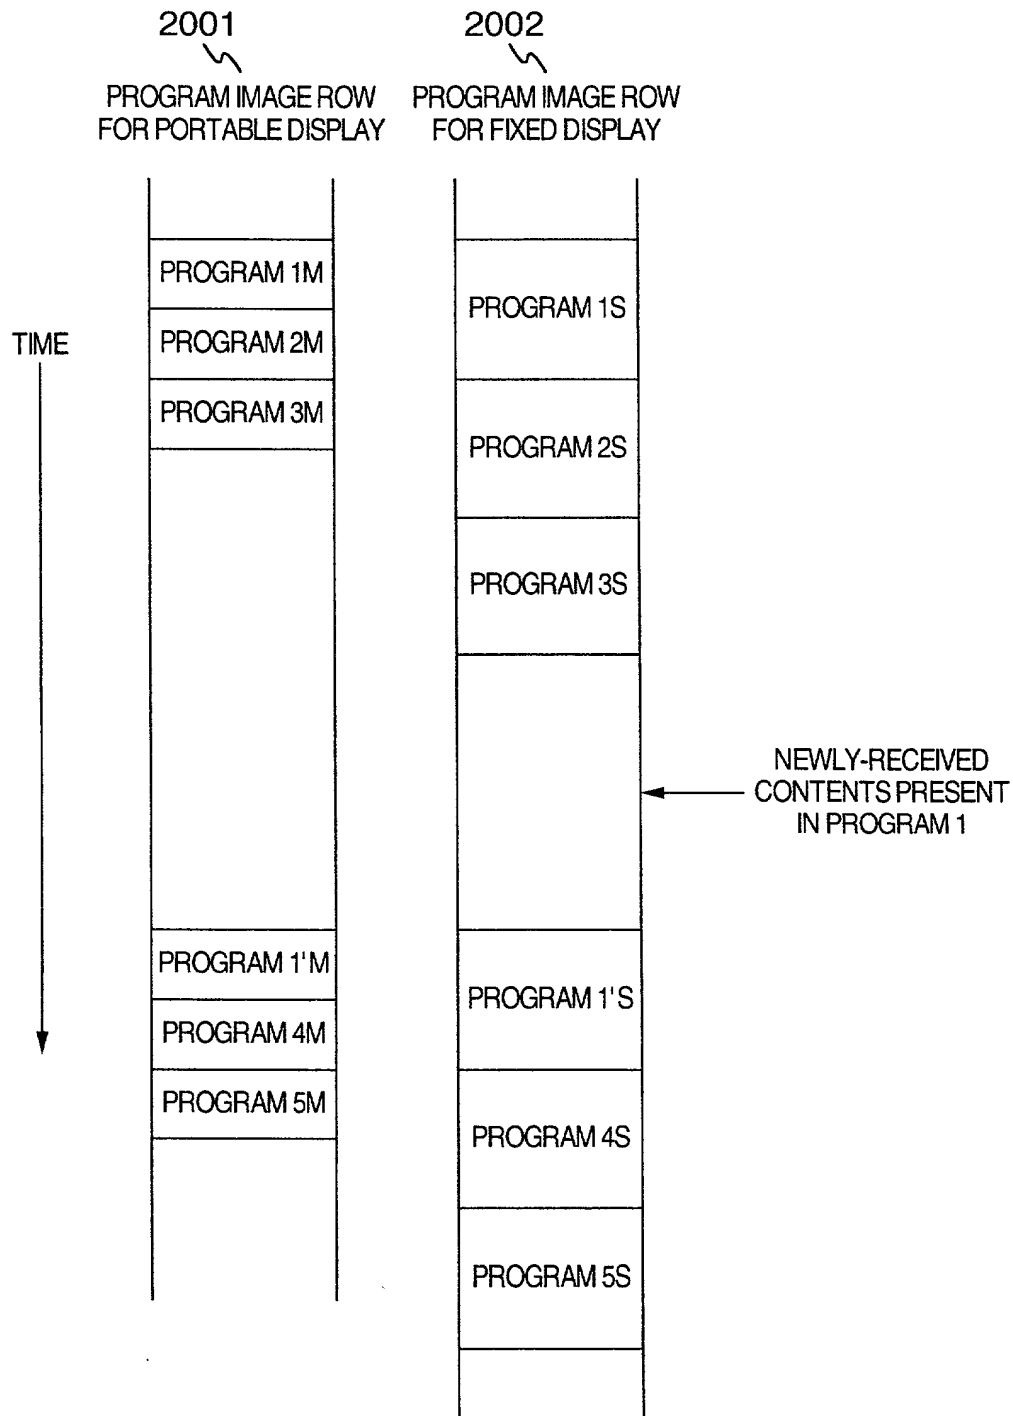 2001
PROGRAM IMAGE ROW
FOR PORTABLE DISPLAY
2002
PROGRAM IMAGE ROW
FOR FIXED DISPLAY
TIME
PROGRAM 1M
PROGRAM 2M
PROGRAM 3M
PROGRAM 1'M
PROGRAM 4M
PROGRAM 5M
PROGRAM 1S
PROGRAM 2S
PROGRAM 3S
PROGRAM 1'S
PROGRAM 4S
PROGRAM 5S
NEWLY-RECEIVED
CONTENTS PRESENT
IN PROGRAM 1